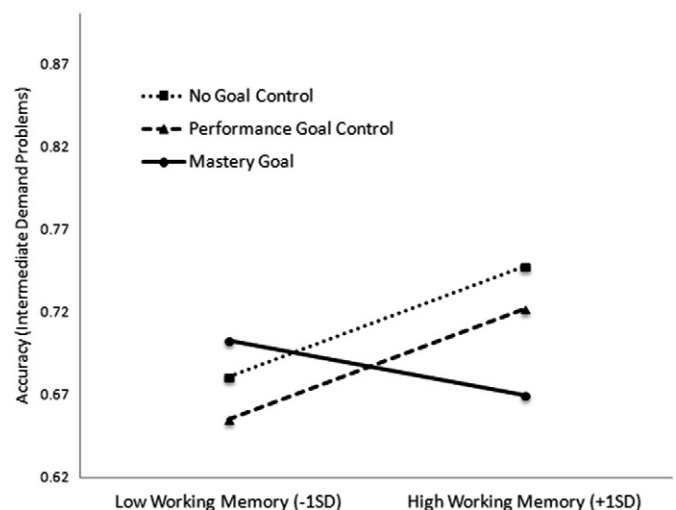 Accuracy (Intermediate Demand Problems)
0.87
0.82
0.77
0.72
0.67
0.62
No Goal Control
Performance Goal Control
Mastery Goal
Low Working Memory (-1SD)
High Working Memory (+1SD)